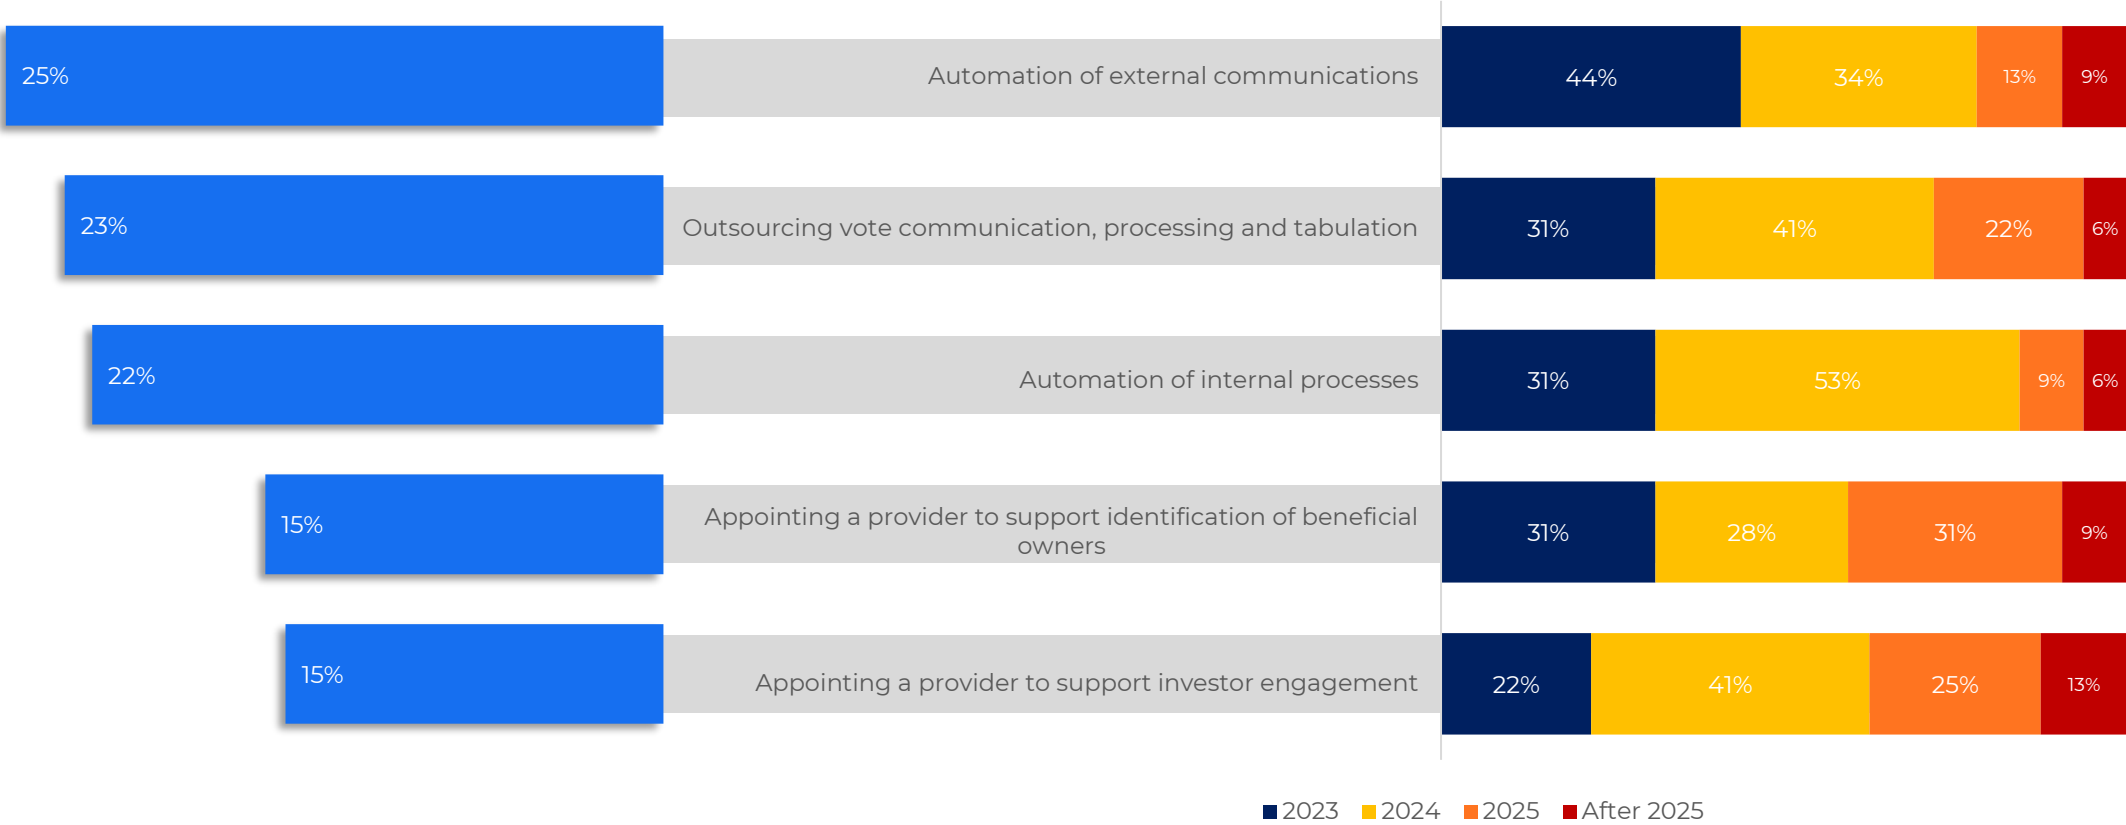 25% Automation of external communications 44% 34% 13% 9%
23% Outsourcing vote communication, processing and tabulation 31% 41% 22% 6%
22% Automation of internal processes 31% 53% 9% 6%
15% Appointing a provider to support identification of beneficial
owners 31% 28% 31% 9%
15% Appointing a provider to support investor engagement 22% 41% 25% 13%
2023 2024 2025 After 2025